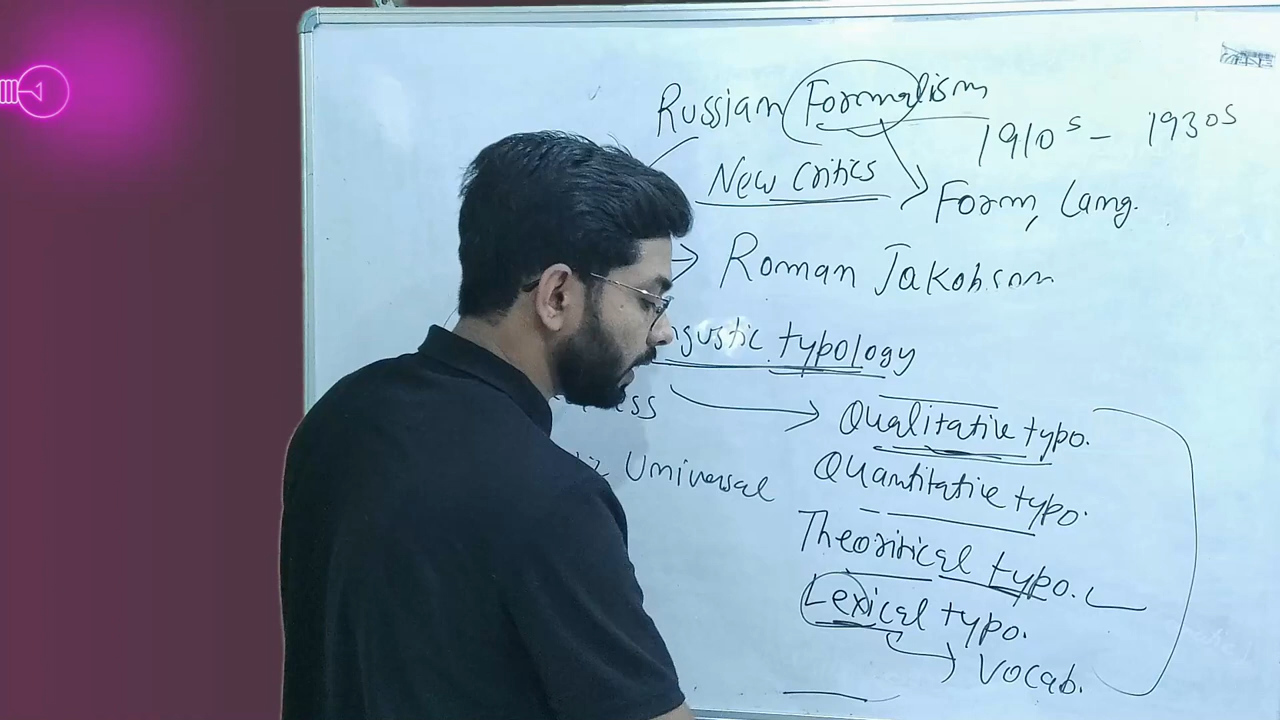 Russian Formalism
1910s - 1930s
New Critics
Form, Lang.
Roman Jakobson
typology
Qualitative typo.
Quantitative typo.
Universal
Theoritical typo.
Lexical typo.
Vocab.